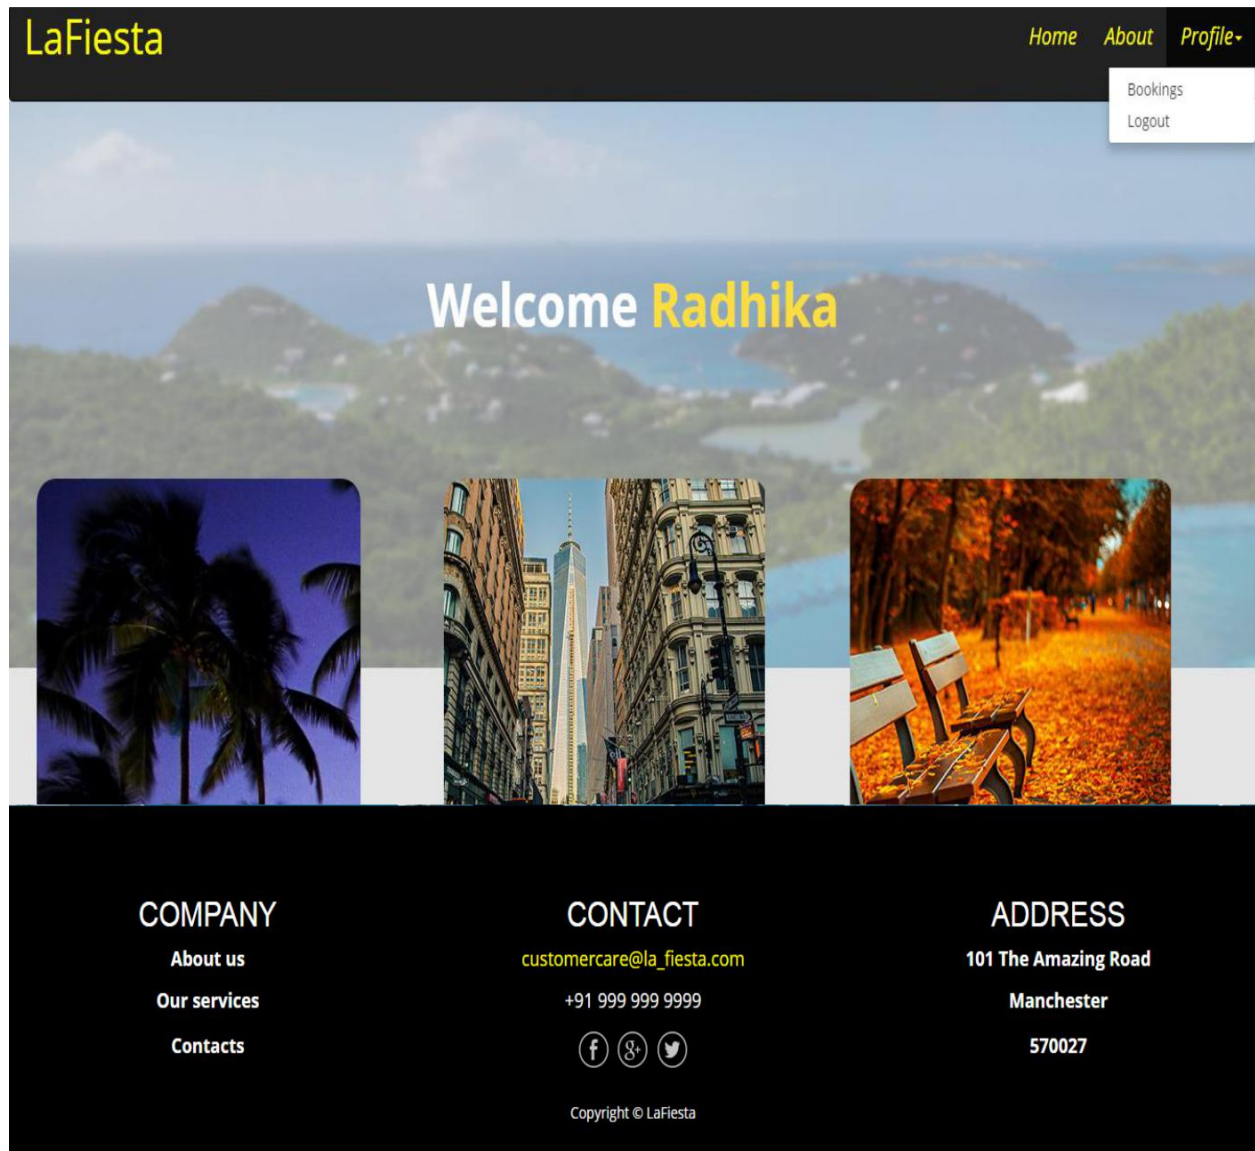 LaFiesta
Home About Profile
Bookings
Logout
Welcome Radhika
COMPANY
About us
Our services
Contacts
CONTACT
customercare@la_fiesta.com
+91 999 999 9999
f g+
Copyright © LaFiesta
ADDRESS
101 The Amazing Road
Manchester
570027